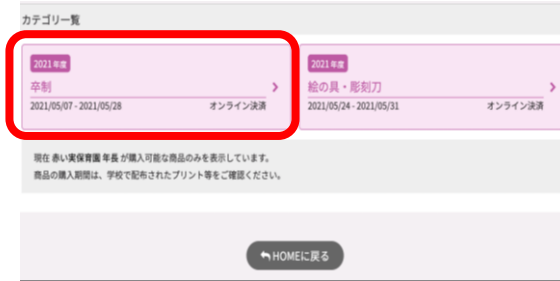 カテゴリ一覧
2021年度
卒制
2021/05/07 - 2021/05/28 オンライン決済
2021年度
絵の具・彫刻刀
2021/05/24 - 2021/05/31 オンライン決済
現在 赤い実保育園 年長 が購入可能な商品のみを表示しています。
商品の購入期間は、学校で配布されたプリント等をご確認ください。
HOMEに戻る